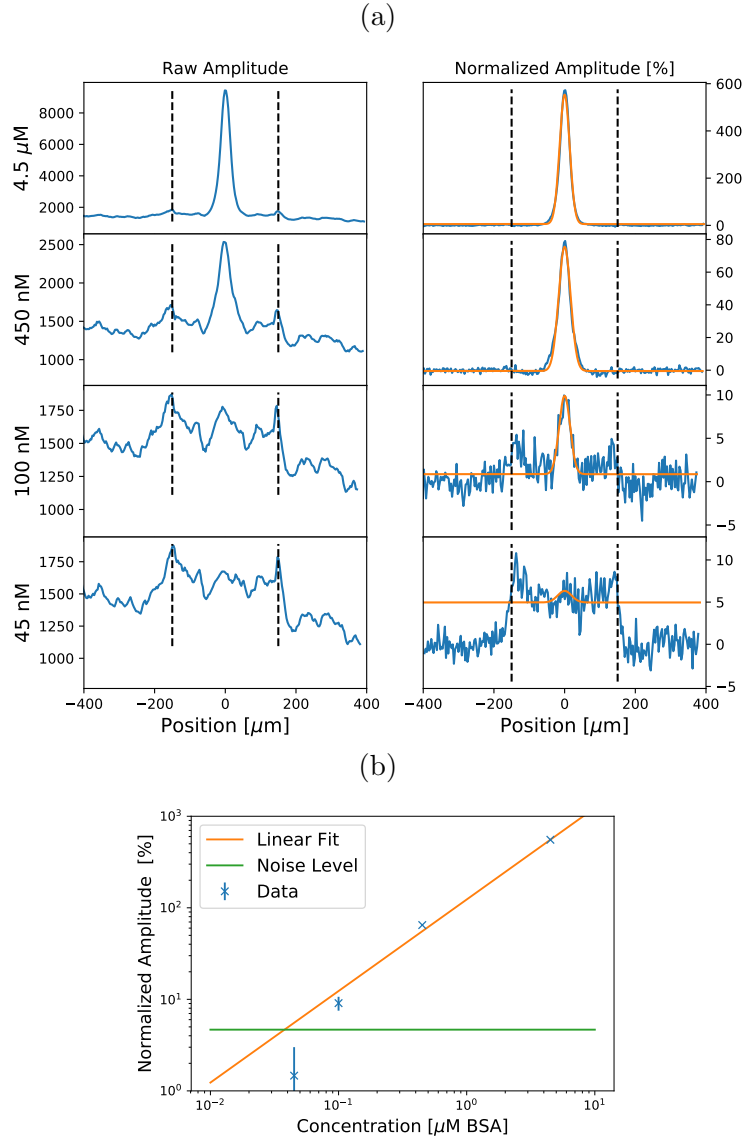 (a)
Raw Amplitude
Normalized Amplitude [%]
4.5 μM
8000
6000
4000
2000
600
400
200
0
450 nM
2500
2000
1500
1000
80
60
40
20
0
100 nM
1750
1500
1250
1000
10
5
0
−5
45 nM
1750
1500
1250
1000
10
5
0
−5
−400 −200 0 200 400
−400 −200 0 200 400
Position [μm]
Position [μm]
(b)
Normalized Amplitude [%]
10³
10²
10¹
10⁰
Linear Fit
Noise Level
Data
10⁻² 10⁻¹ 10⁰ 10¹
Concentration [μM BSA]